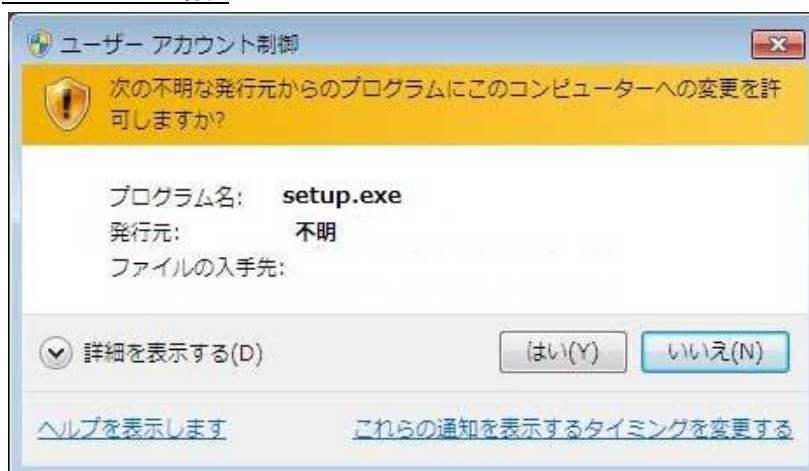 ユーザー アカウント制御
次の不明な発行元からのプログラムにこのコンピューターへの変更を許
可しますか?
プログラム名: setup.exe
発行元: 不明
ファイルの入手先:
詳細を表示する(D)
はい(Y) いいえ(N)
ヘルプを表示します これらの通知を表示するタイミングを変更する